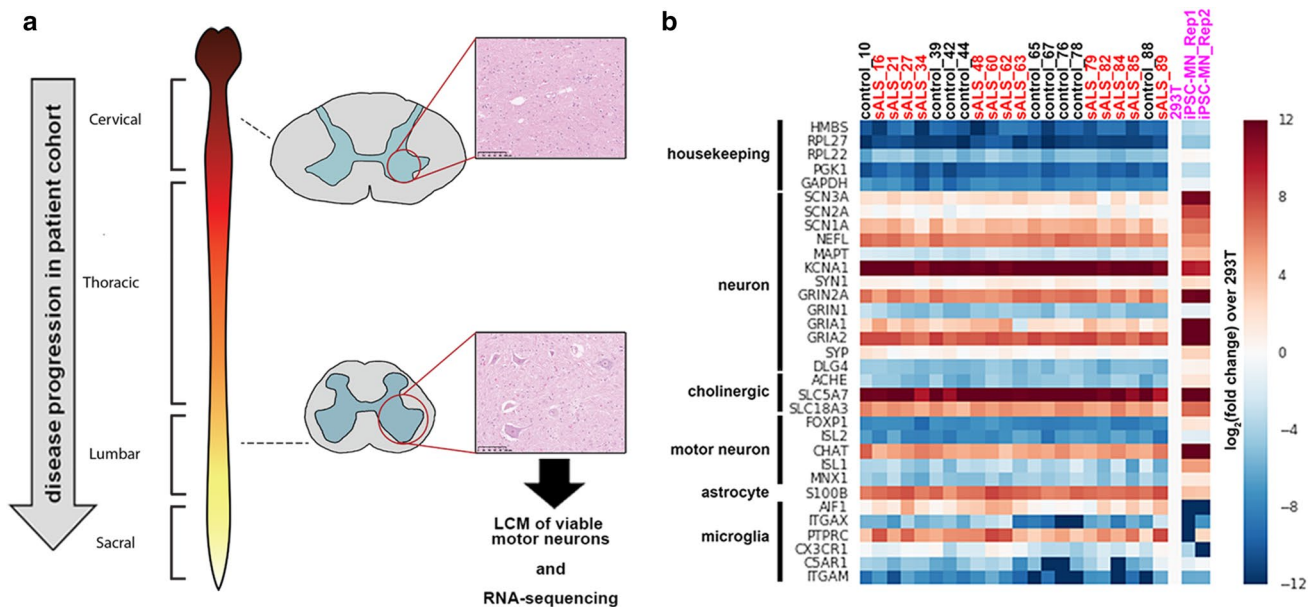 a
disease progression in patient cohort
Cervical
Thoracic
Lumbar
Sacral
LCM of viable
motor neurons
and
RNA-sequencing
b
control_10
SALS_16
SALS_21
SALS_27
SALS_34
control_39
control_42
control_44
SALS_48
SALS_60
SALS_62
SALS_63
control_65
control_67
control_76
control_78
SALS_79
SALS_82
SALS_84
SALS_85
control_88
SALS_89
293T
iPSC-MN_Rep1
iPSC-MN_Rep2
housekeeping
HMBS
RPL27
RPL22
PGK1
GAPDH
neuron
SCN3A
SCN2A
SCN1A
NEFL
MAPT
KCNA1
SYN1
GRIN2A
GRIN1
GRIA1
GRIA2
SYP
DLG4
cholinergic
ACHE
SLC5A7
SLC18A3
motor neuron
FOXP1
ISL2
CHAT
ISL1
MNX1
astrocyte
S100B
microglia
AIF1
ITGAX
PTPRC
CX3CR1
C5AR1
ITGAM
12
8
4
0
−4
−8
−12
log2(fold change) over 293T